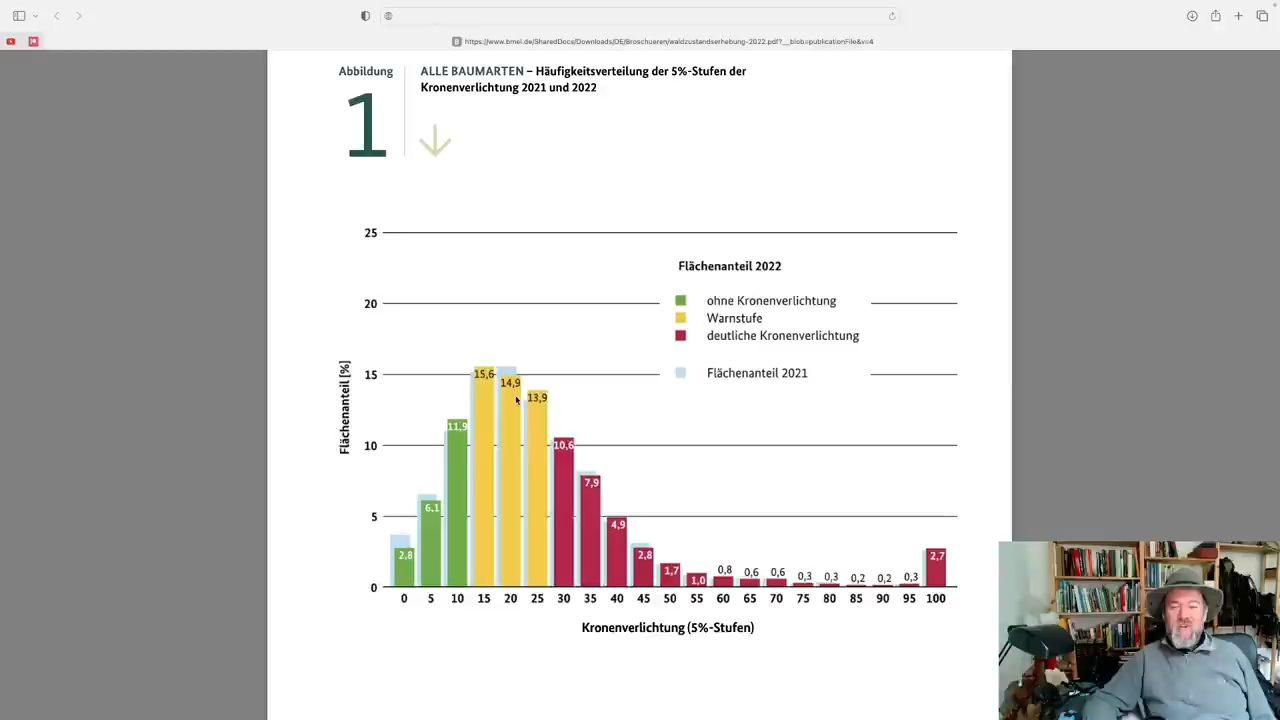 https://www.bmel.de/SharedDocs/Downloads/DE/Broschueren/waldzustandserhebung-2022.pdf?__blob=publicationFile&v=4
Abbildung
1
ALLE BAUMARTEN – Häufigkeitsverteilung der 5%-Stufen der
Kronenverlichtung 2021 und 2022
Flächenanteil [%]
25
20
15
10
5
0
Flächenanteil 2022
ohne Kronenverlichtung
Warnstufe
deutliche Kronenverlichtung
Flächenanteil 2021
2,8
6,1
11,9
15,6
14,9
13,9
10,6
7,9
4,9
2,8
1,7
1,0
0,8
0,6
0,6
0,3
0,3
0,2
0,2
0,3
2,7
0 5 10 15 20 25 30 35 40 45 50 55 60 65 70 75 80 85 90 95 100
Kronenverlichtung (5%-Stufen)